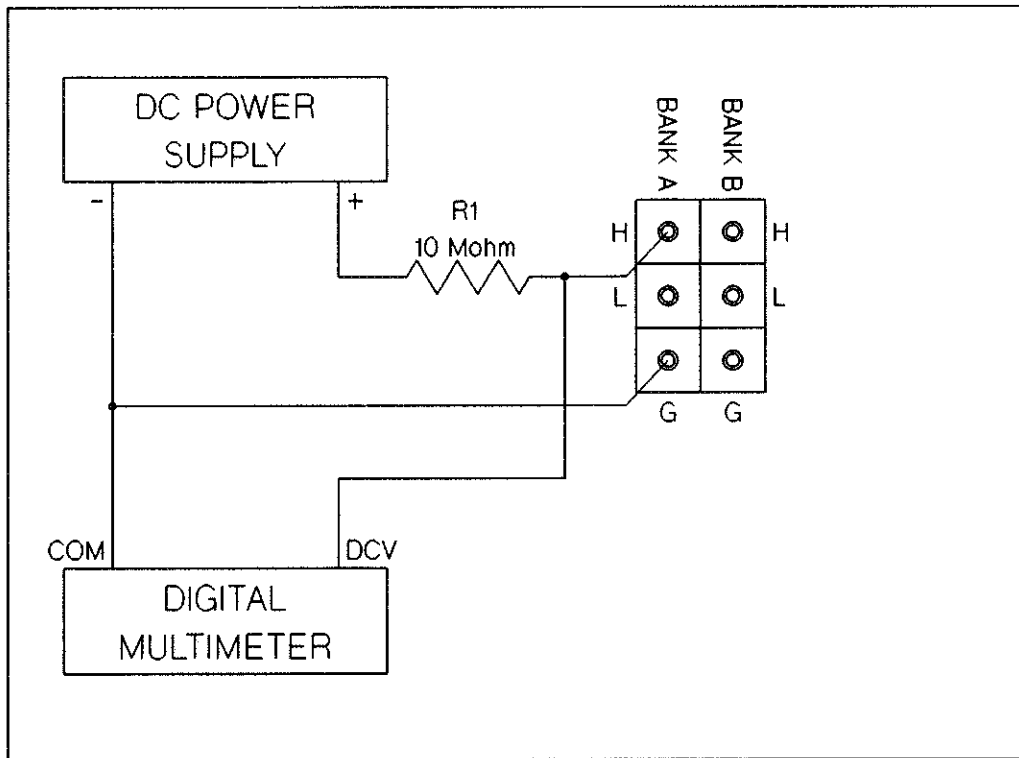 DC POWER
SUPPLY
-
+
R1
10 Mohm
BANK A
BANK B
H
H
L
L
G
G
COM
DCV
DIGITAL
MULTIMETER